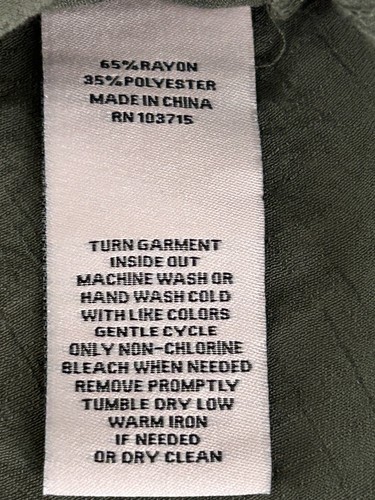 65% RAYON
35% POLYESTER
MADE IN CHINA
RN 103715
TURN GARMENT
INSIDE OUT
MACHINE WASH OR
HAND WASH COLD
WITH LIKE COLORS
GENTLE CYCLE
ONLY NON-CHLORINE
BLEACH WHEN NEEDED
REMOVE PROMPTLY
TUMBLE DRY LOW
WARM IRON
IF NEEDED
OR DRY CLEAN